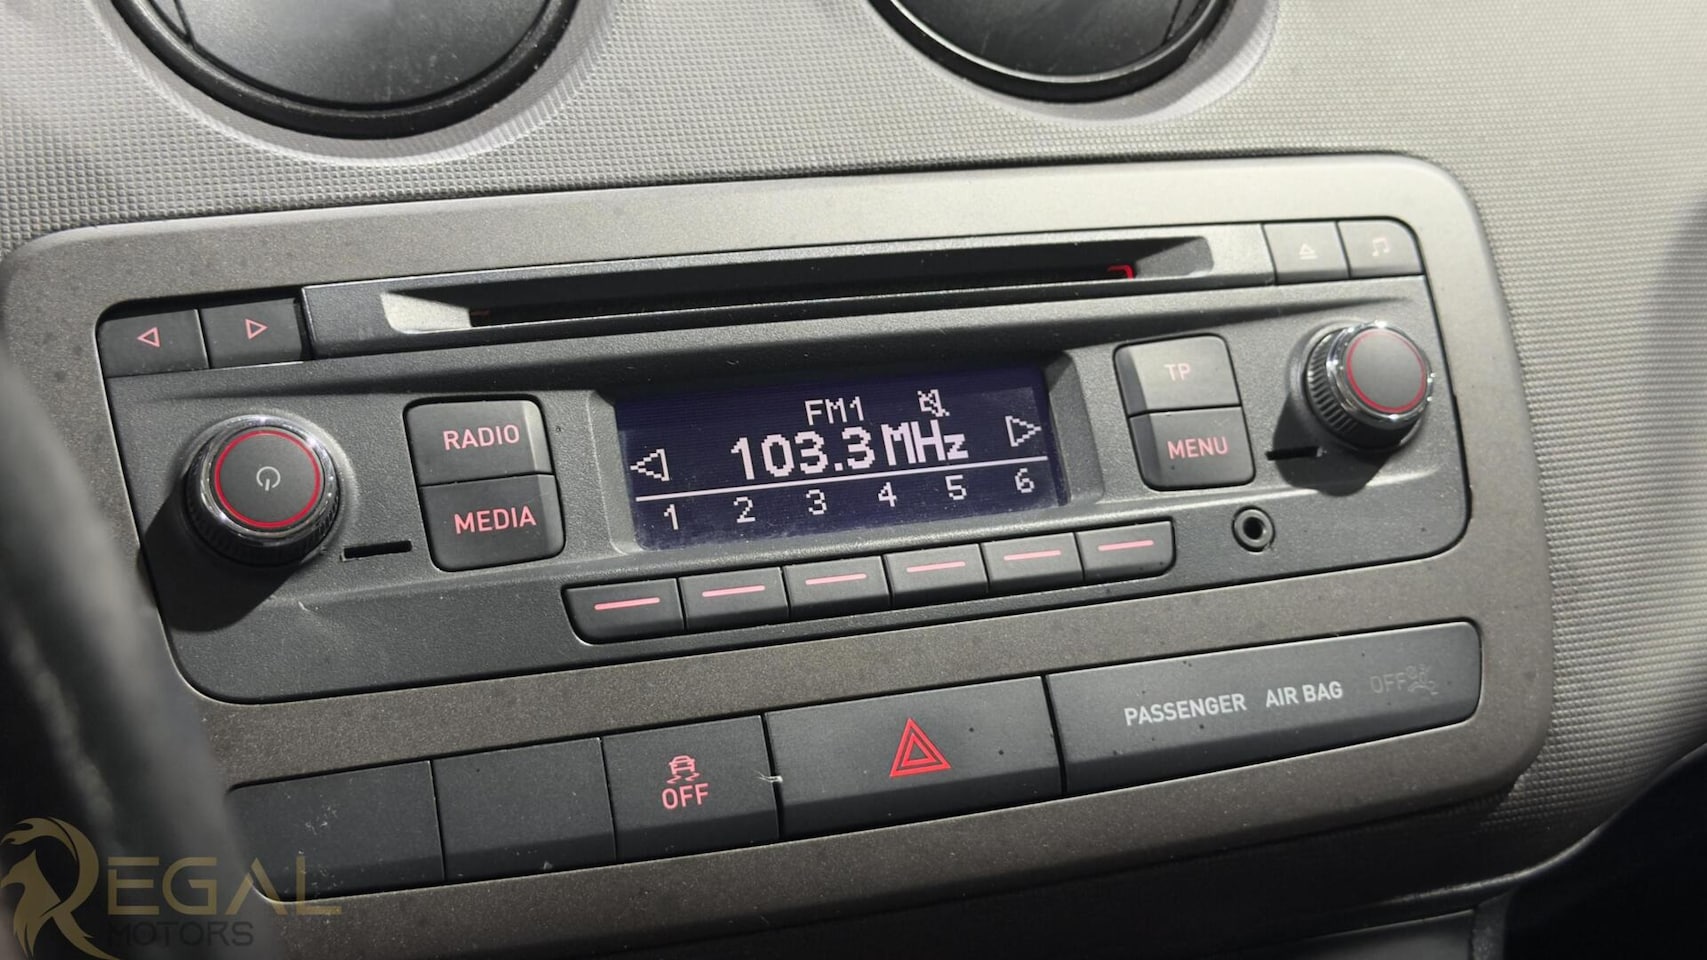 FM1
103.3 MHz
1 2 3 4 5 6
RADIO
MEDIA
TP
MENU
OFF
PASSENGER AIR BAG OFF
REGAL
MOTORS